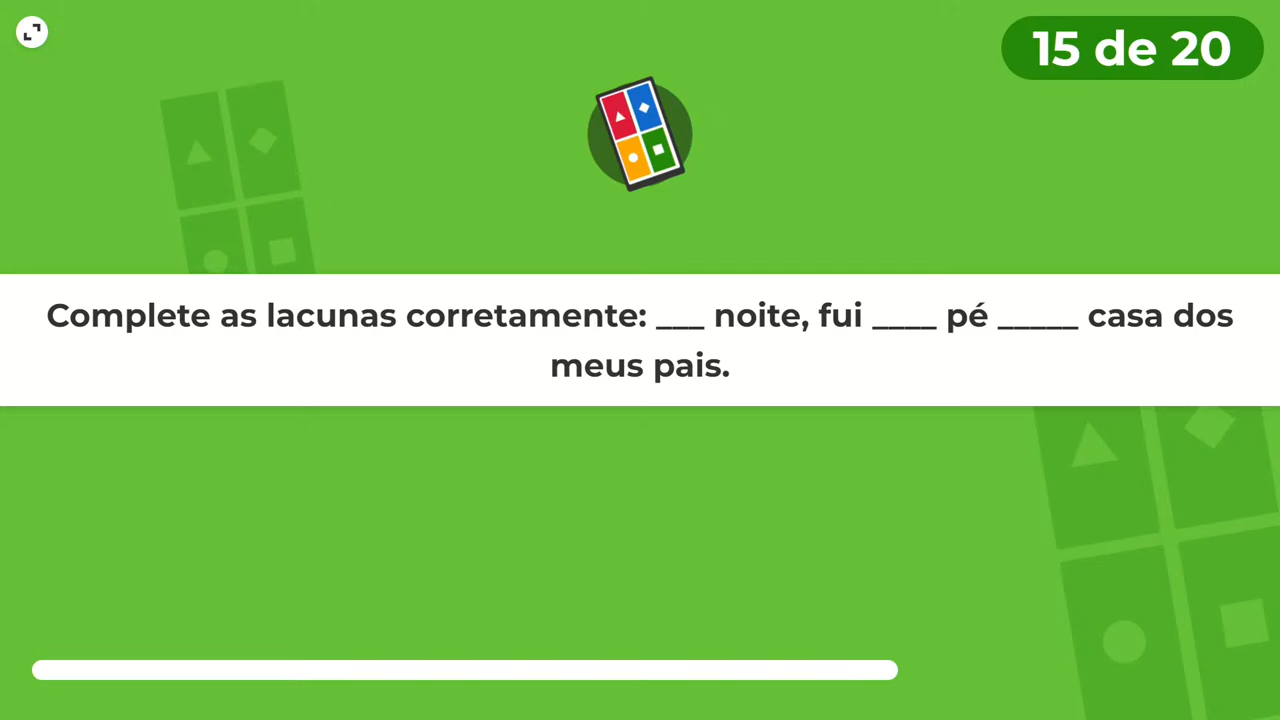 15 de 20
Complete as lacunas corretamente: ___ noite, fui ____ pé _____ casa dos
meus pais.